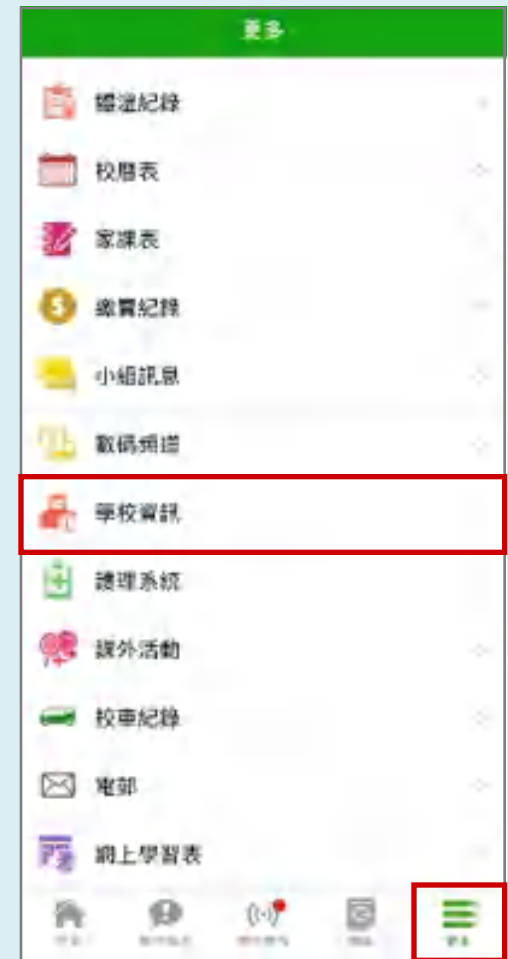 更多
體溫紀錄
校曆表
家課表
繳費紀錄
小組訊息
數碼頻道
學校資訊
護理系統
課外活動
校車紀錄
電郵
網上學習表
更多